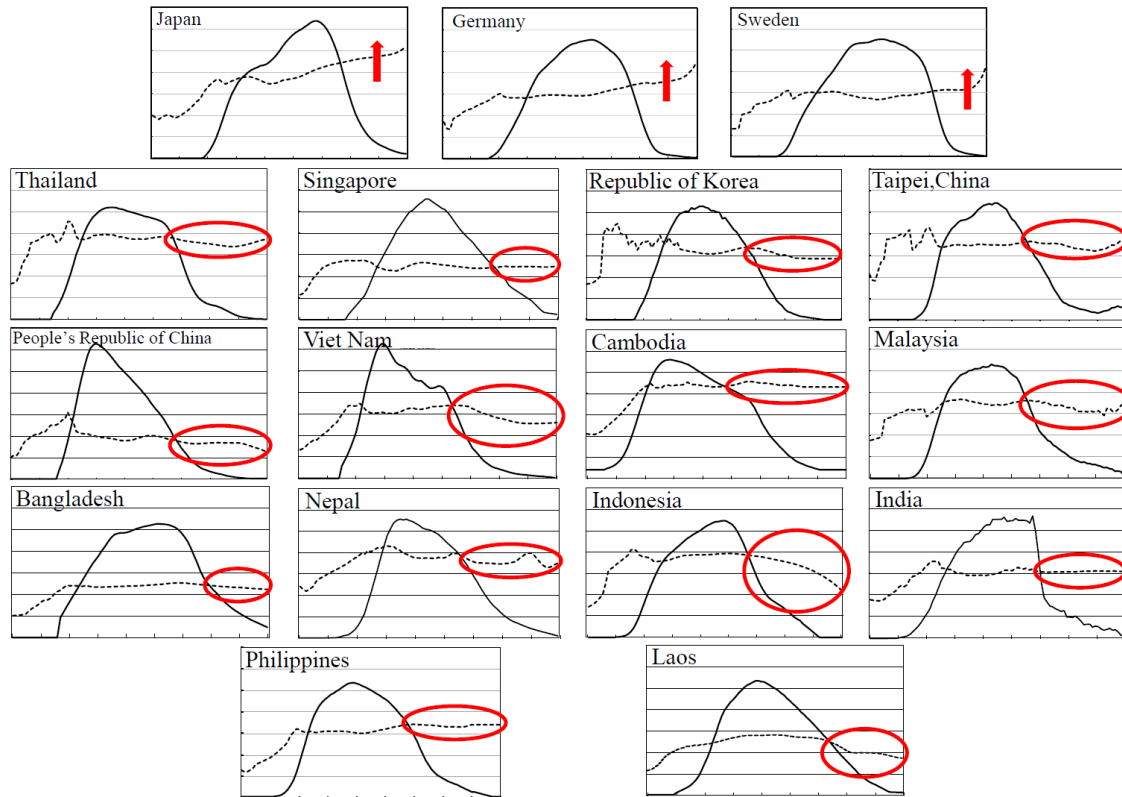 Japan
Germany
Sweden
Thailand
Singapore
Republic of Korea
Taipei,China
People's Republic of China
Viet Nam
Cambodia
Malaysia
Bangladesh
Nepal
Indonesia
India
Philippines
Laos